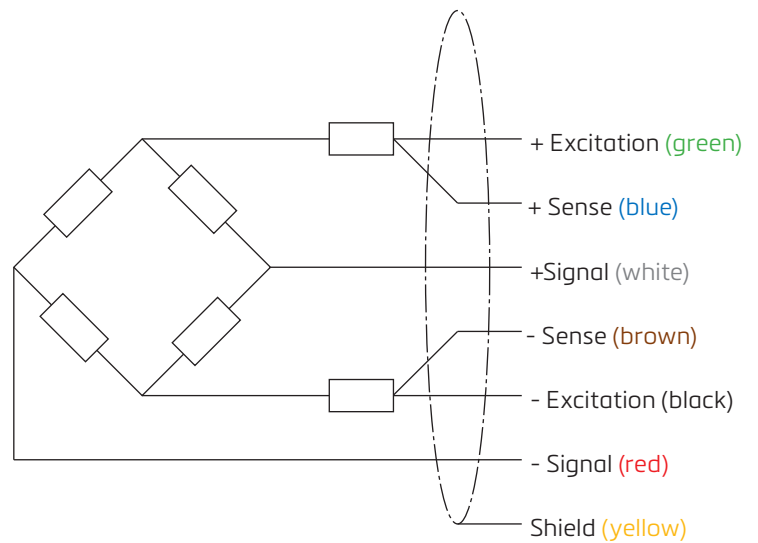 + Excitation (green)
+ Sense (blue)
+Signal (white)
- Sense (brown)
- Excitation (black)
- Signal (red)
Shield (yellow)